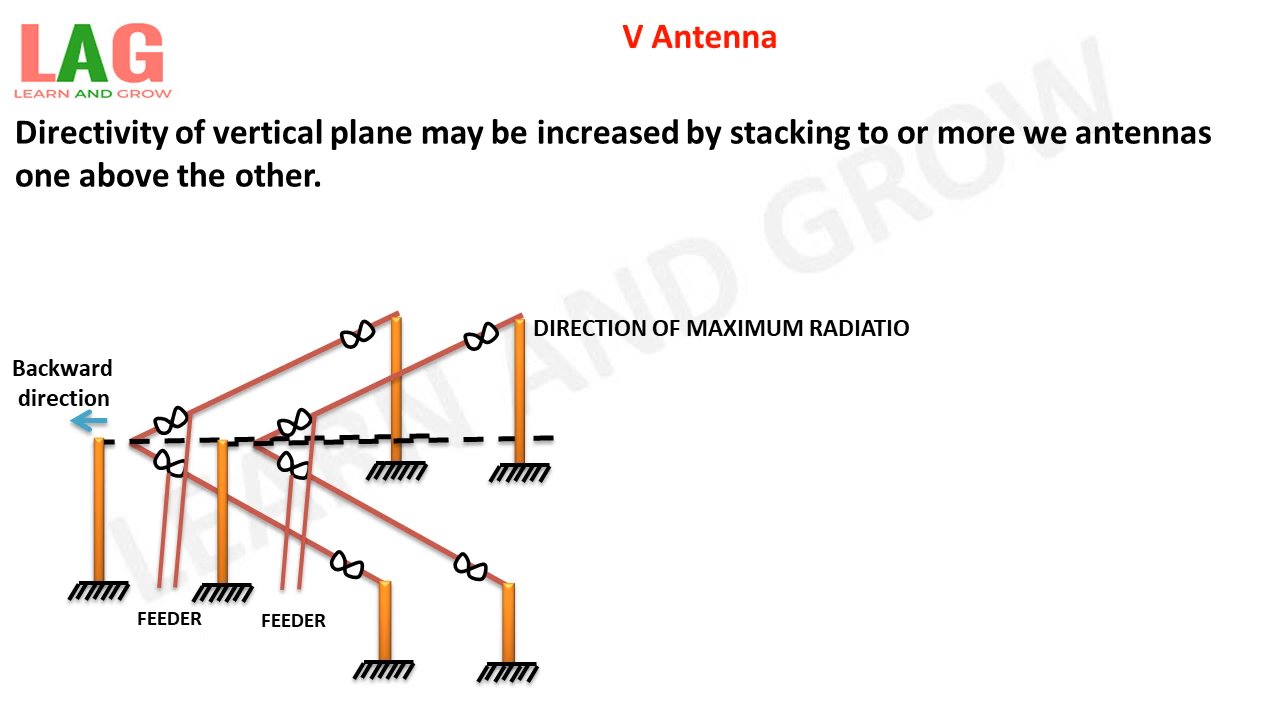 LAG
LEARN AND GROW
V Antenna
Directivity of vertical plane may be increased by stacking to or more we antennas
one above the other.
LEARN AND GROW
DIRECTION OF MAXIMUM RADIATIO
Backward
direction
FEEDER
FEEDER